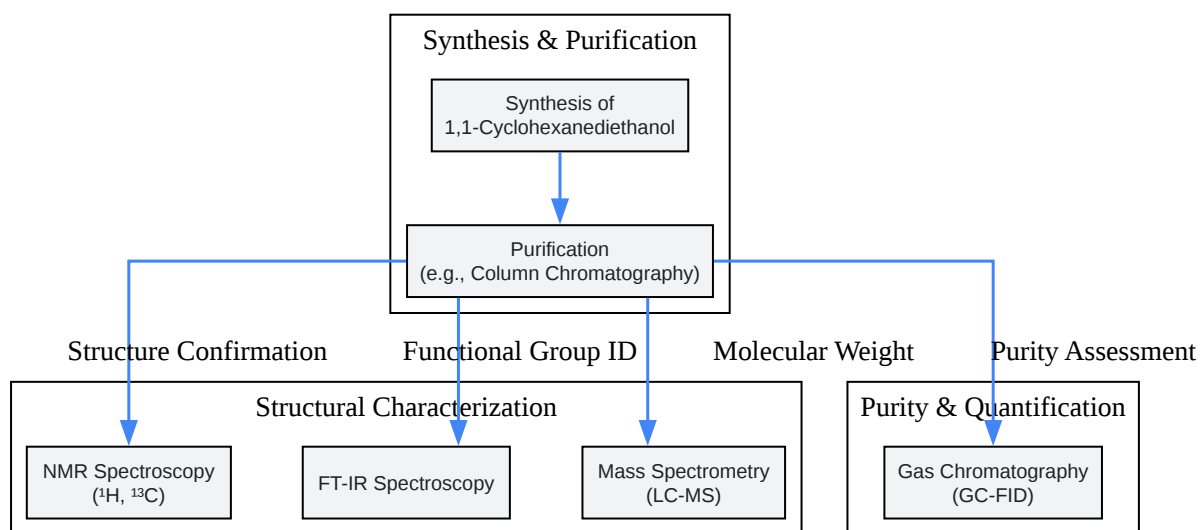 Synthesis & Purification
Synthesis of
1,1-Cyclohexanediethanol
Purification
(e.g., Column Chromatography)
Structure Confirmation
Functional Group ID
Molecular Weight
Purity Assessment
Structural Characterization
Purity & Quantification
NMR Spectroscopy
(¹H, ¹³C)
FT-IR Spectroscopy
Mass Spectrometry
(LC-MS)
Gas Chromatography
(GC-FID)